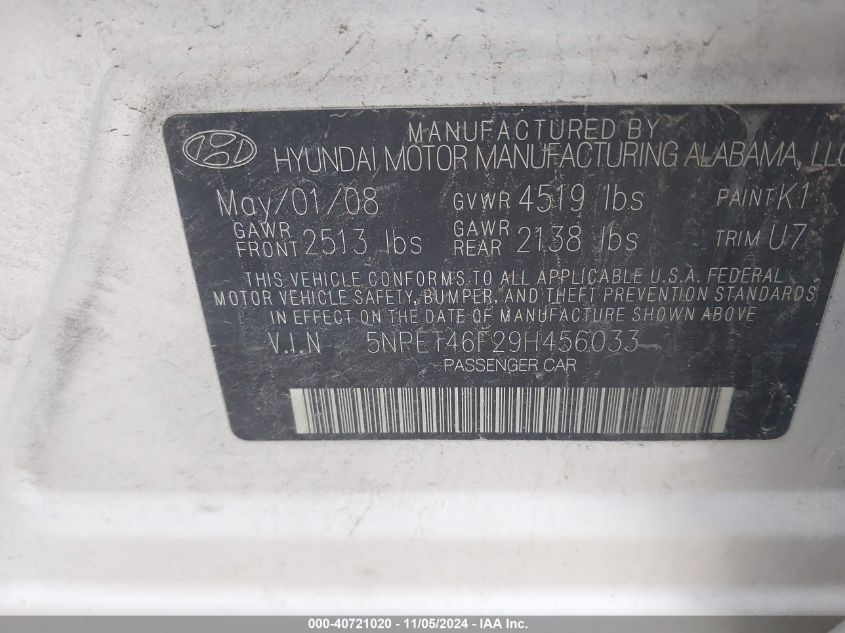 MANUFACTURED BY
HYUNDAI MOTOR MANUFACTURING ALABAMA, LLC
May/01/08 GVWR 4519 lbs PAINT K1
GAWR FRONT 2513 lbs GAWR REAR 2138 lbs TRIM U7
THIS VEHICLE CONFORMS TO ALL APPLICABLE U.S.A. FEDERAL
MOTOR VEHICLE SAFETY, BUMPER, AND THEFT PREVENTION STANDARDS
IN EFFECT ON THE DATE OF MANUFACTURE SHOWN ABOVE
V.I.N 5NPET46F29H456033
PASSENGER CAR
000-40721020 - 11/05/2024 - IAA Inc.